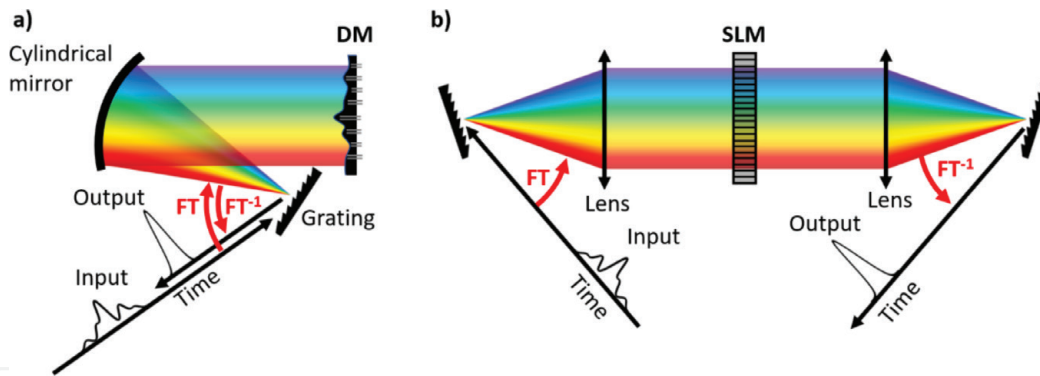 a)
Cylindrical
mirror
DM
Output
FT
FT-1
Grating
Input
Time
b)
SLM
FT
Lens
Input
FT-1
Lens
Output
Time